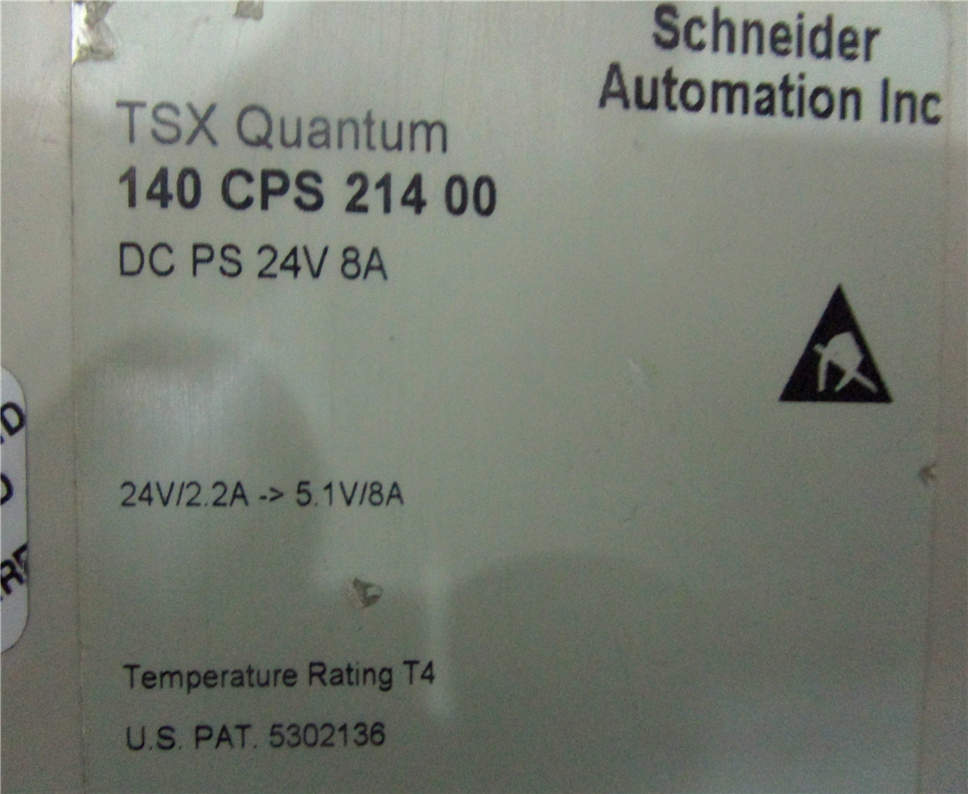 Schneider
Automation Inc
TSX Quantum
140 CPS 214 00
DC PS 24V 8A
24V/2.2A -> 5.1V/8A
Temperature Rating T4
U.S. PAT. 5302136